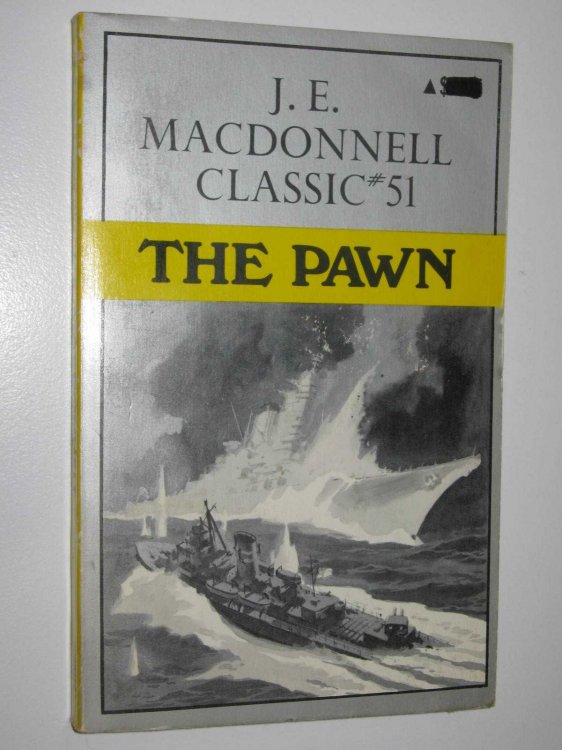 J. E.
MACDONNELL
CLASSIC #51
THE PAWN